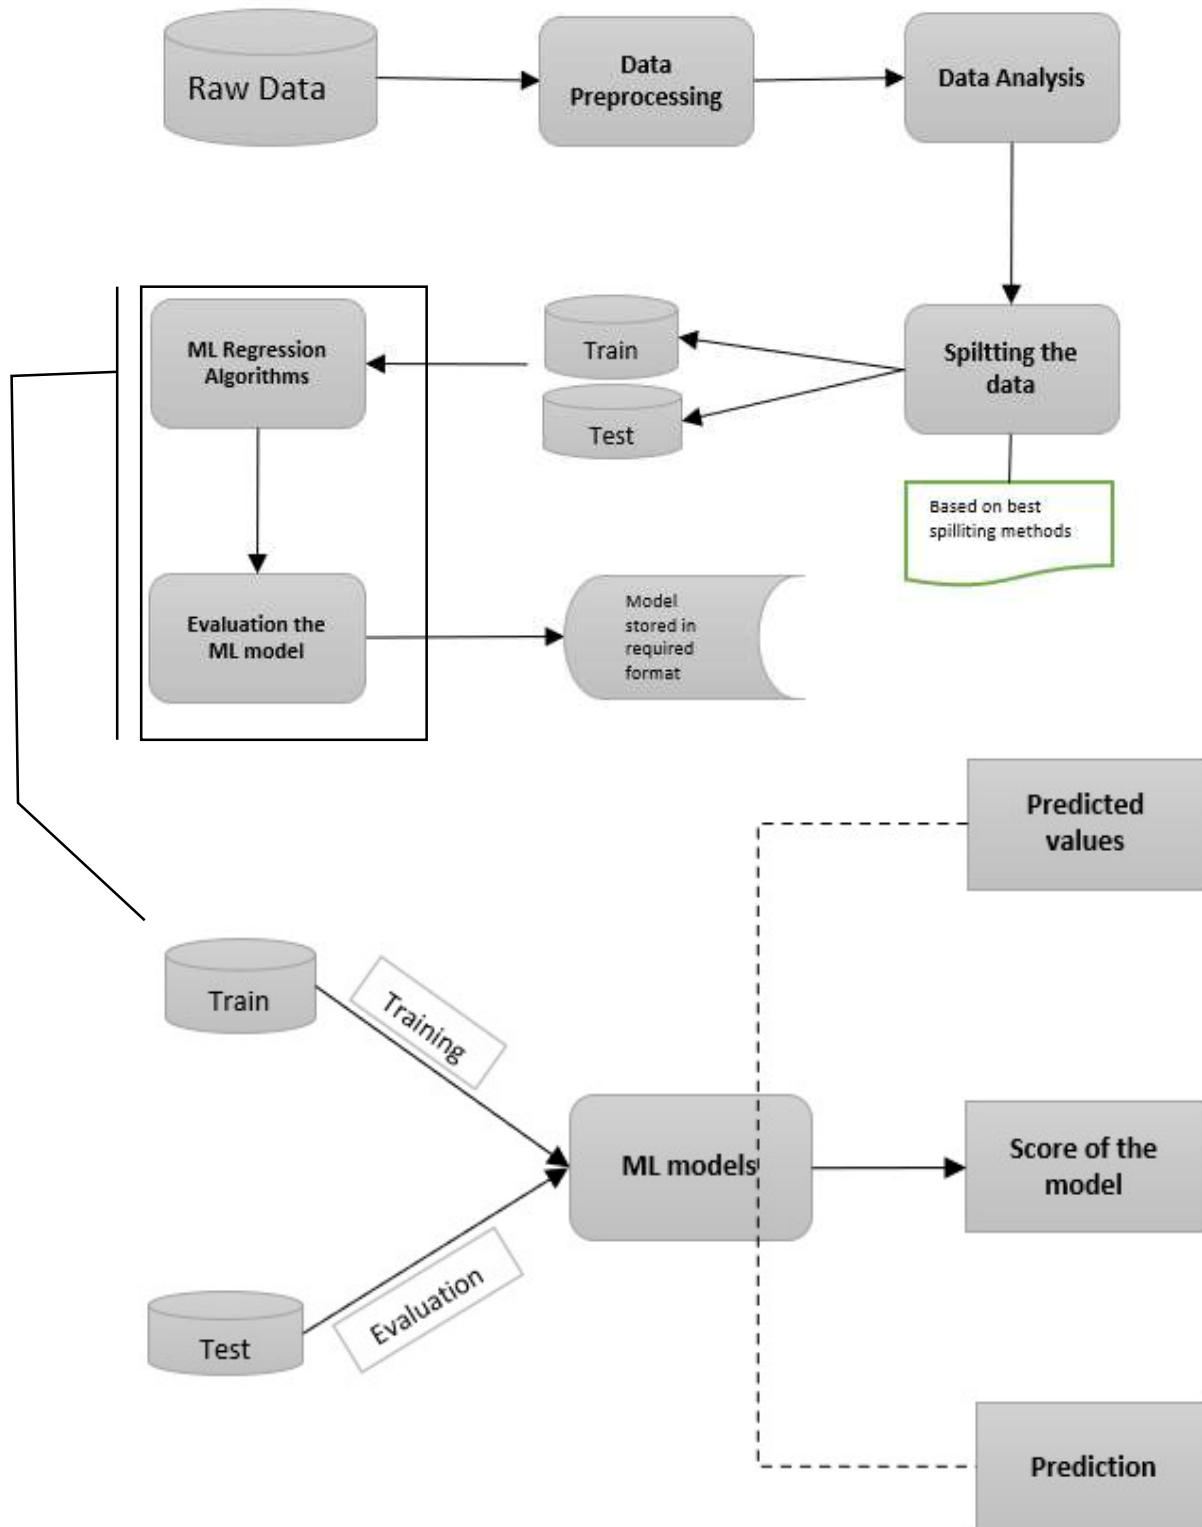 Raw Data
Data
Preprocessing
Data Analysis
ML Regression
Algorithms
Train
Test
Spiltting the
data
Based on best
spilliting methods
Evaluation the
ML model
Model
stored in
required
format
Predicted
values
Train
Training
ML models
Score of the
model
Evaluation
Test
Prediction